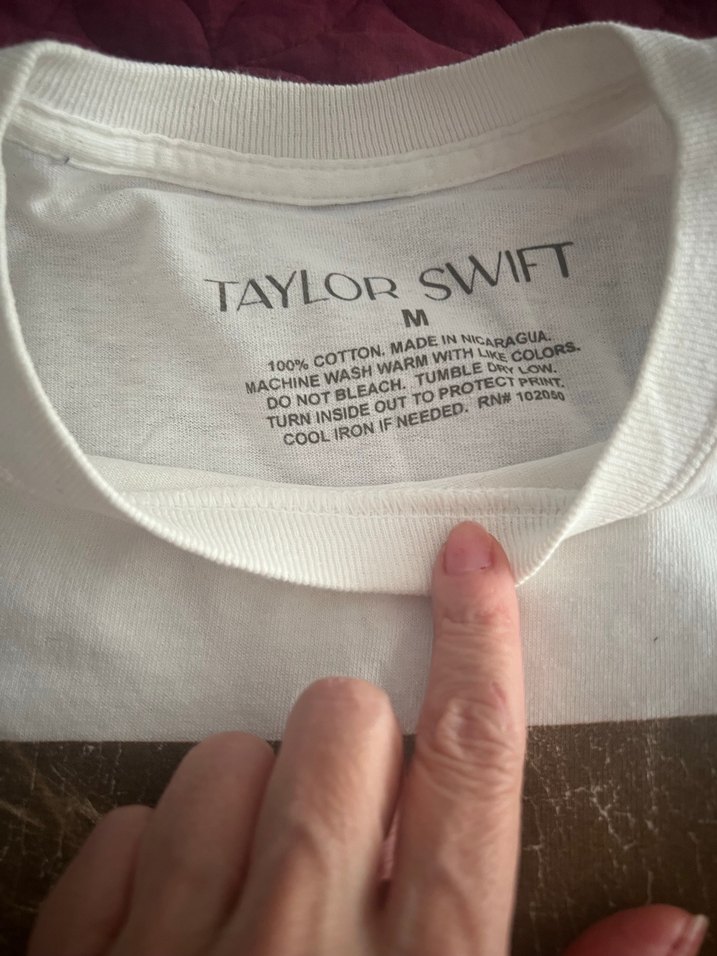 TAYLOR SWIFT
M
100% COTTON. MADE IN NICARAGUA.
MACHINE WASH WARM WITH LIKE COLORS.
DO NOT BLEACH. TUMBLE DRY LOW.
TURN INSIDE OUT TO PROTECT PRINT.
COOL IRON IF NEEDED. RN# 102050